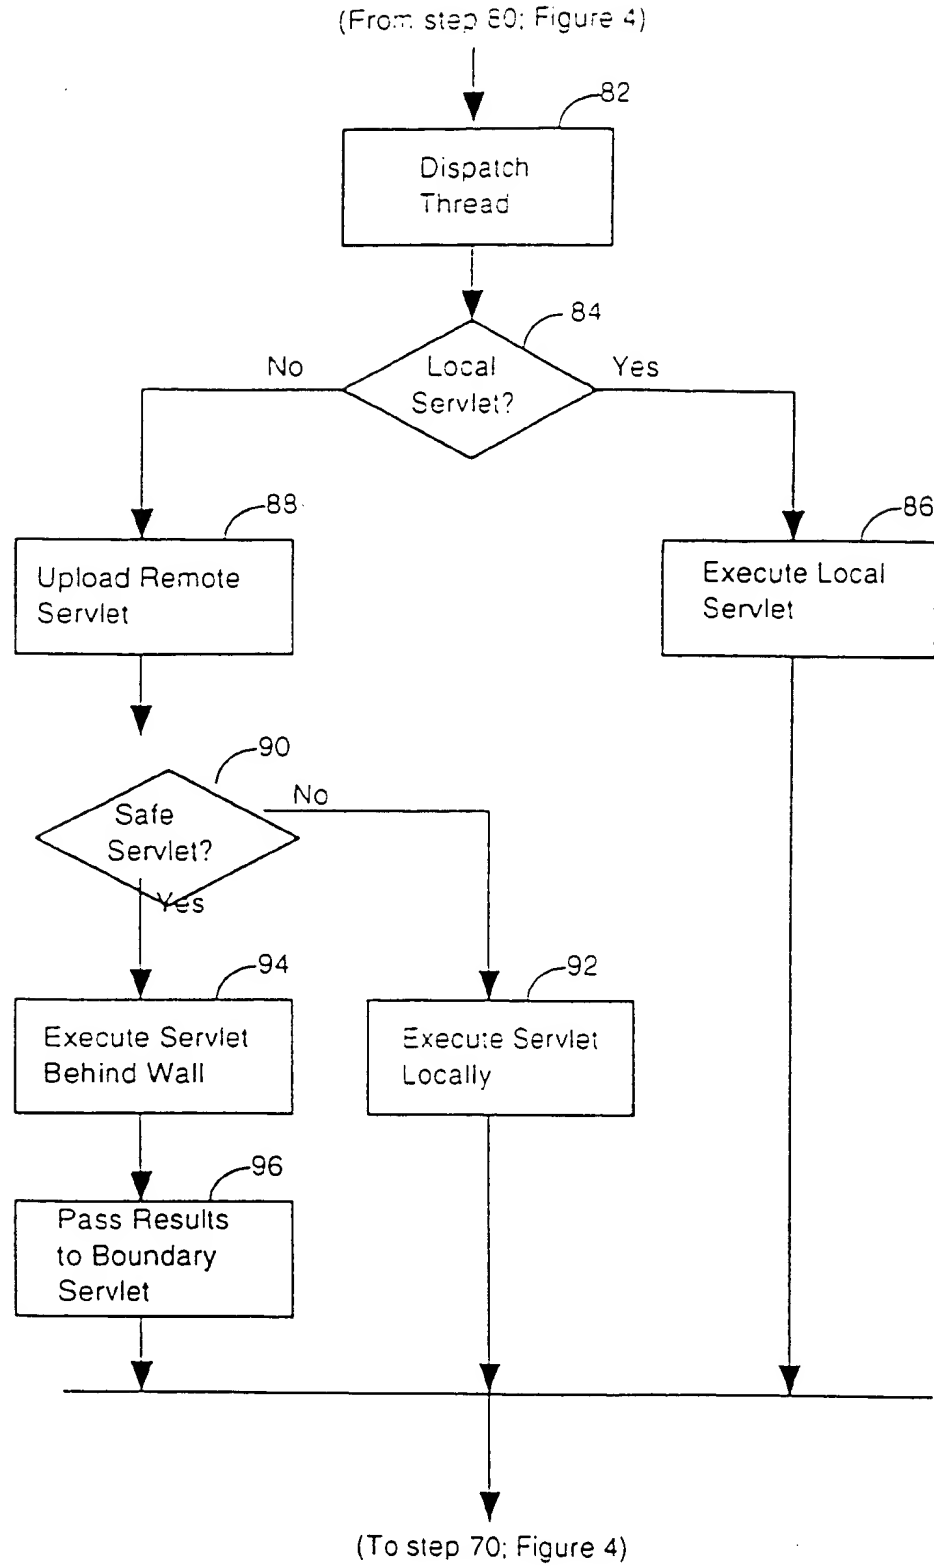 (From step 80; Figure 4)
82
Dispatch
Thread
84
No
Local
Servlet?
Yes
88
86
Upload Remote
Servlet
Execute Local
Servlet
90
No
Safe
Servlet?
Yes
94
92
Execute Servlet
Behind Wall
Execute Servlet
Locally
96
Pass Results
to Boundary
Servlet
(To step 70; Figure 4)